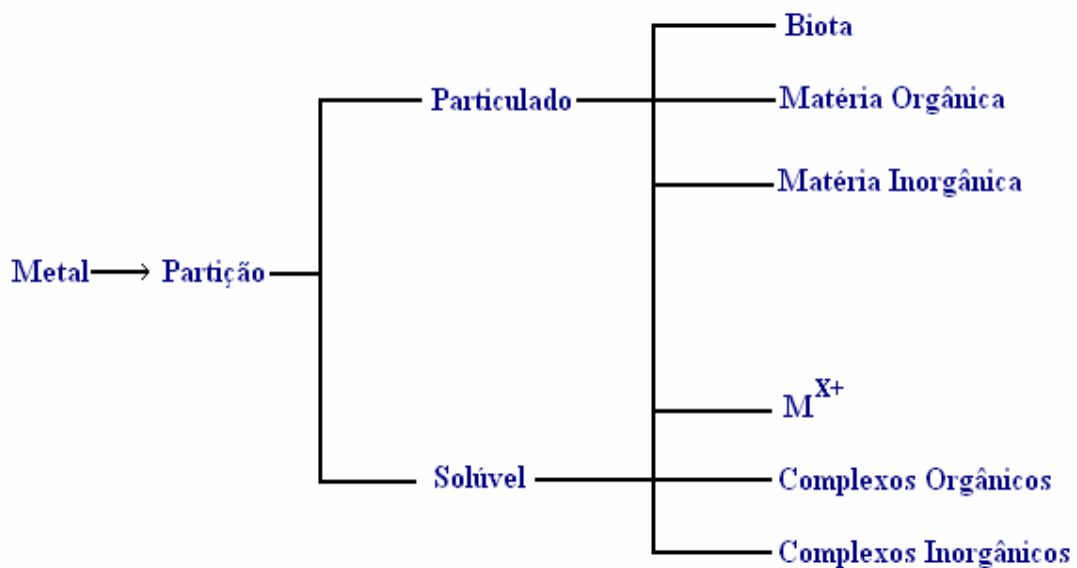 Biota
Particulado
Matéria Orgânica
Matéria Inorgânica
Metal
Partição
M^X+
Solúvel
Complexos Orgânicos
Complexos Inorgânicos